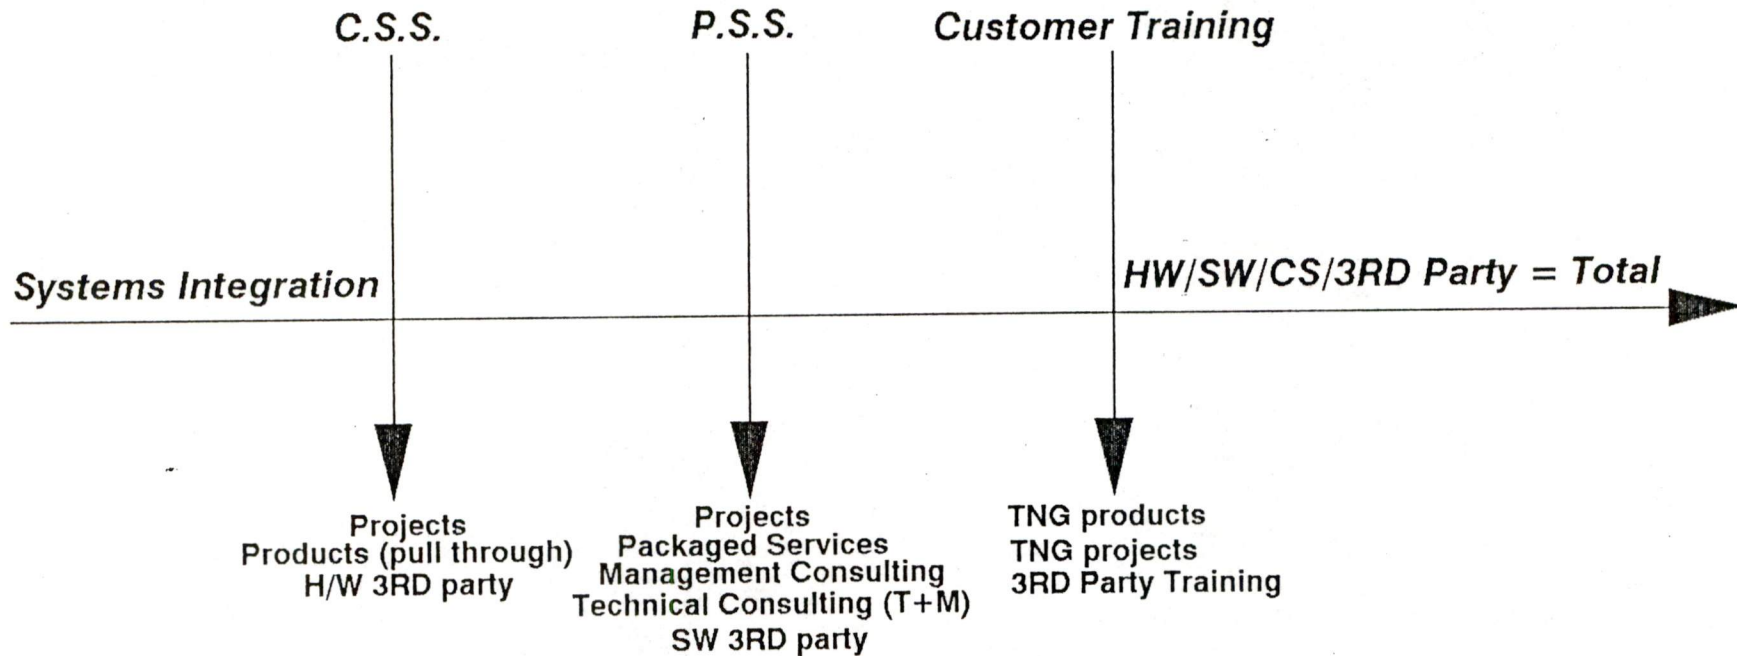 C.S.S.
P.S.S.
Customer Training
Systems Integration
HW/SW/CS/3RD Party = Total
Projects
Products (pull through)
H/W 3RD party
Projects
Packaged Services
Management Consulting
Technical Consulting (T+M)
SW 3RD party
TNG products
TNG projects
3RD Party Training